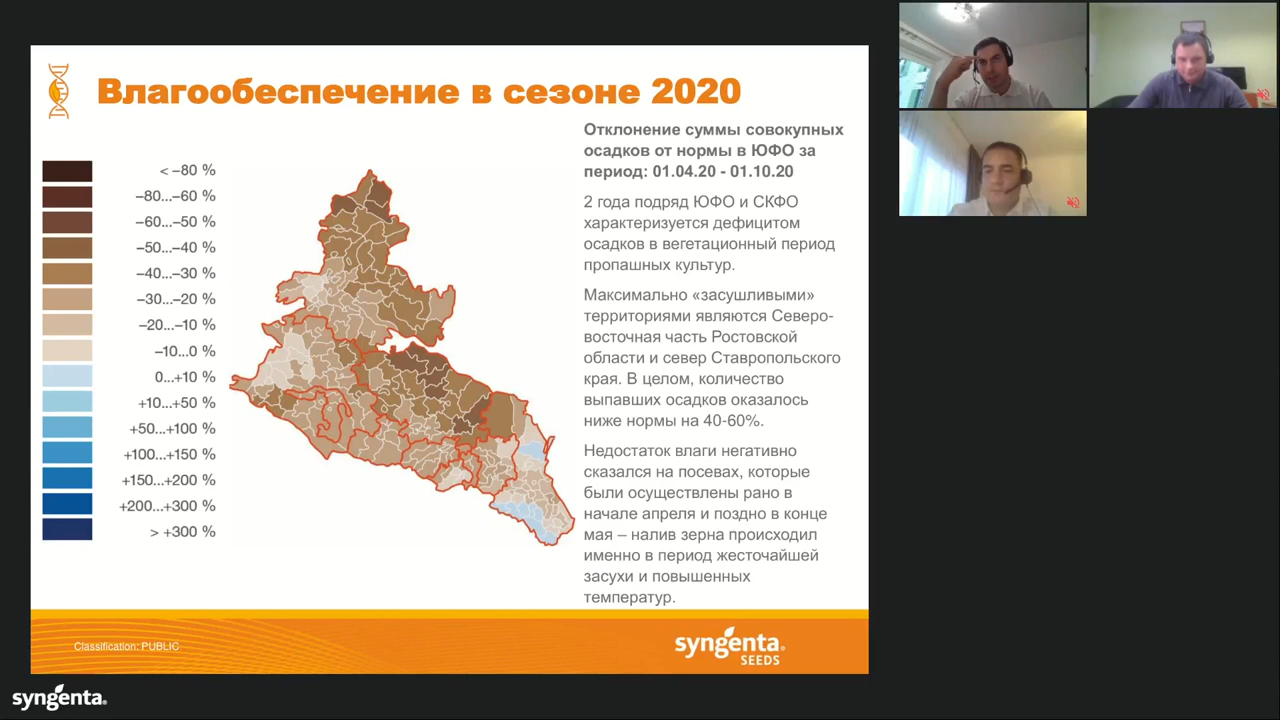 Влагообеспечение в сезоне 2020
< −80 %
−80...−60 %
−60...−50 %
−50...−40 %
−40...−30 %
−30...−20 %
−20...−10 %
−10...0 %
0...+10 %
+10...+50 %
+50...+100 %
+100...+150 %
+150...+200 %
+200...+300 %
> +300 %
Отклонение суммы совокупных
осадков от нормы в ЮФО за
период: 01.04.20 - 01.10.20
2 года подряд ЮФО и СКФО
характеризуется дефицитом
осадков в вегетационный период
пропашных культур.
Максимально «засушливыми»
территориями являются Северо-
восточная часть Ростовской
области и север Ставропольского
края. В целом, количество
выпавших осадков оказалось
ниже нормы на 40-60%.
Недостаток влаги негативно
сказался на посевах, которые
были осуществлены рано в
начале апреля и поздно в конце
мая – налив зерна происходил
именно в период жесточайшей
засухи и повышенных
температур.
Classification: PUBLIC
syngenta
SEEDS
syngenta